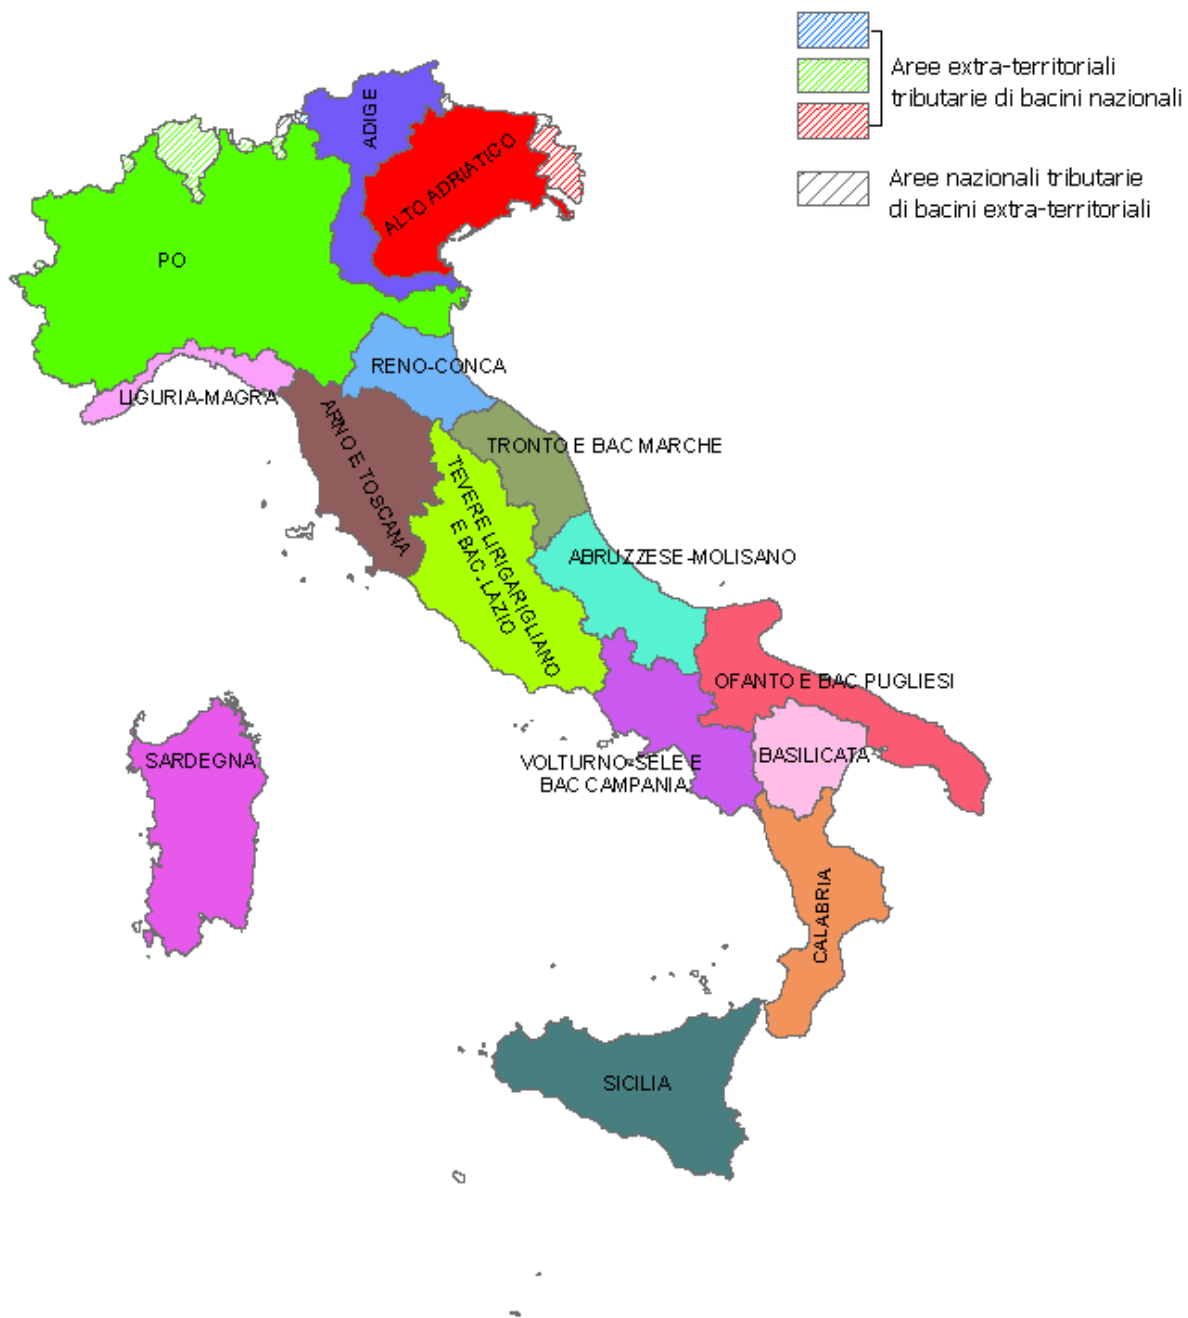 Aree extra-territoriali
tributarie di bacini nazionali
Aree nazionali tributarie
di bacini extra-territoriali
ADIGE
ALTO ADRIATICO
PO
RENO-CONCA
LIGURIA-MAGRA
ARNO E TOSCANA
TRONTO E BAC MARCHE
TEVERE LIRIGARIGLIANO
E BAC. LAZIO
ABRUZZESE-MOLISANO
OFANTO E BAC PUGLIESI
SARDEGNA
VOLTURNO-SELE E
BAC CAMPANIA
BASILICATA
CALABRIA
SICILIA